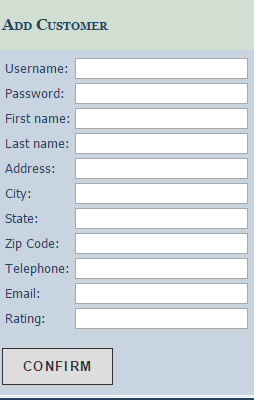 Add Customer
Username:
Password:
First name:
Last name:
Address:
City:
State:
Zip Code:
Telephone:
Email:
Rating:
CONFIRM